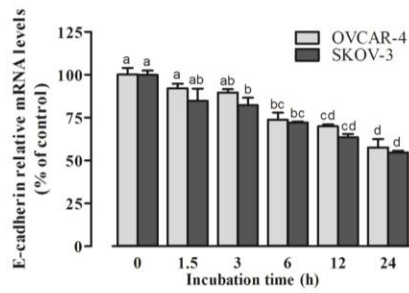 E-cadherin relative mRNA levels
(% of control)
125
100
75
50
25
0
OVCAR-4
SKOV-3
a a a ab ab b bc bc cd cd d d
0 1.5 3 6 12 24
Incubation time (h)